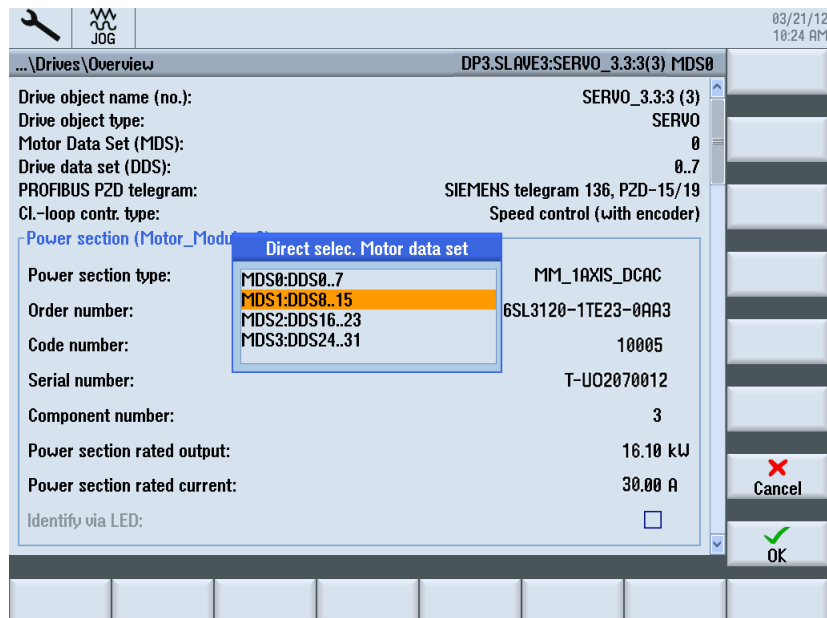 JOG
03/21/12
10:24 AM
...\Drives\Overview DP3.SLAVE3:SERVO_3.3:3(3) MDS0
Drive object name (no.): SERVO_3.3:3 (3)
Drive object type: SERVO
Motor Data Set (MDS): 0
Drive data set (DDS): 0..7
PROFIBUS PZD telegram: SIEMENS telegram 136, PZD-15/19
Cl.-loop contr. type: Speed control (with encoder)
Power section (Motor_Modu
Direct selec. Motor data set
MDS0:DDS0..7
MDS1:DDS8..15
MDS2:DDS16..23
MDS3:DDS24..31
Power section type: MM_1AXIS_DCAC
Order number: 6SL3120-1TE23-0AA3
Code number: 10005
Serial number: T-UO2070012
Component number: 3
Power section rated output: 16.10 kW
Power section rated current: 30.00 A
Identify via LED:
Cancel
OK